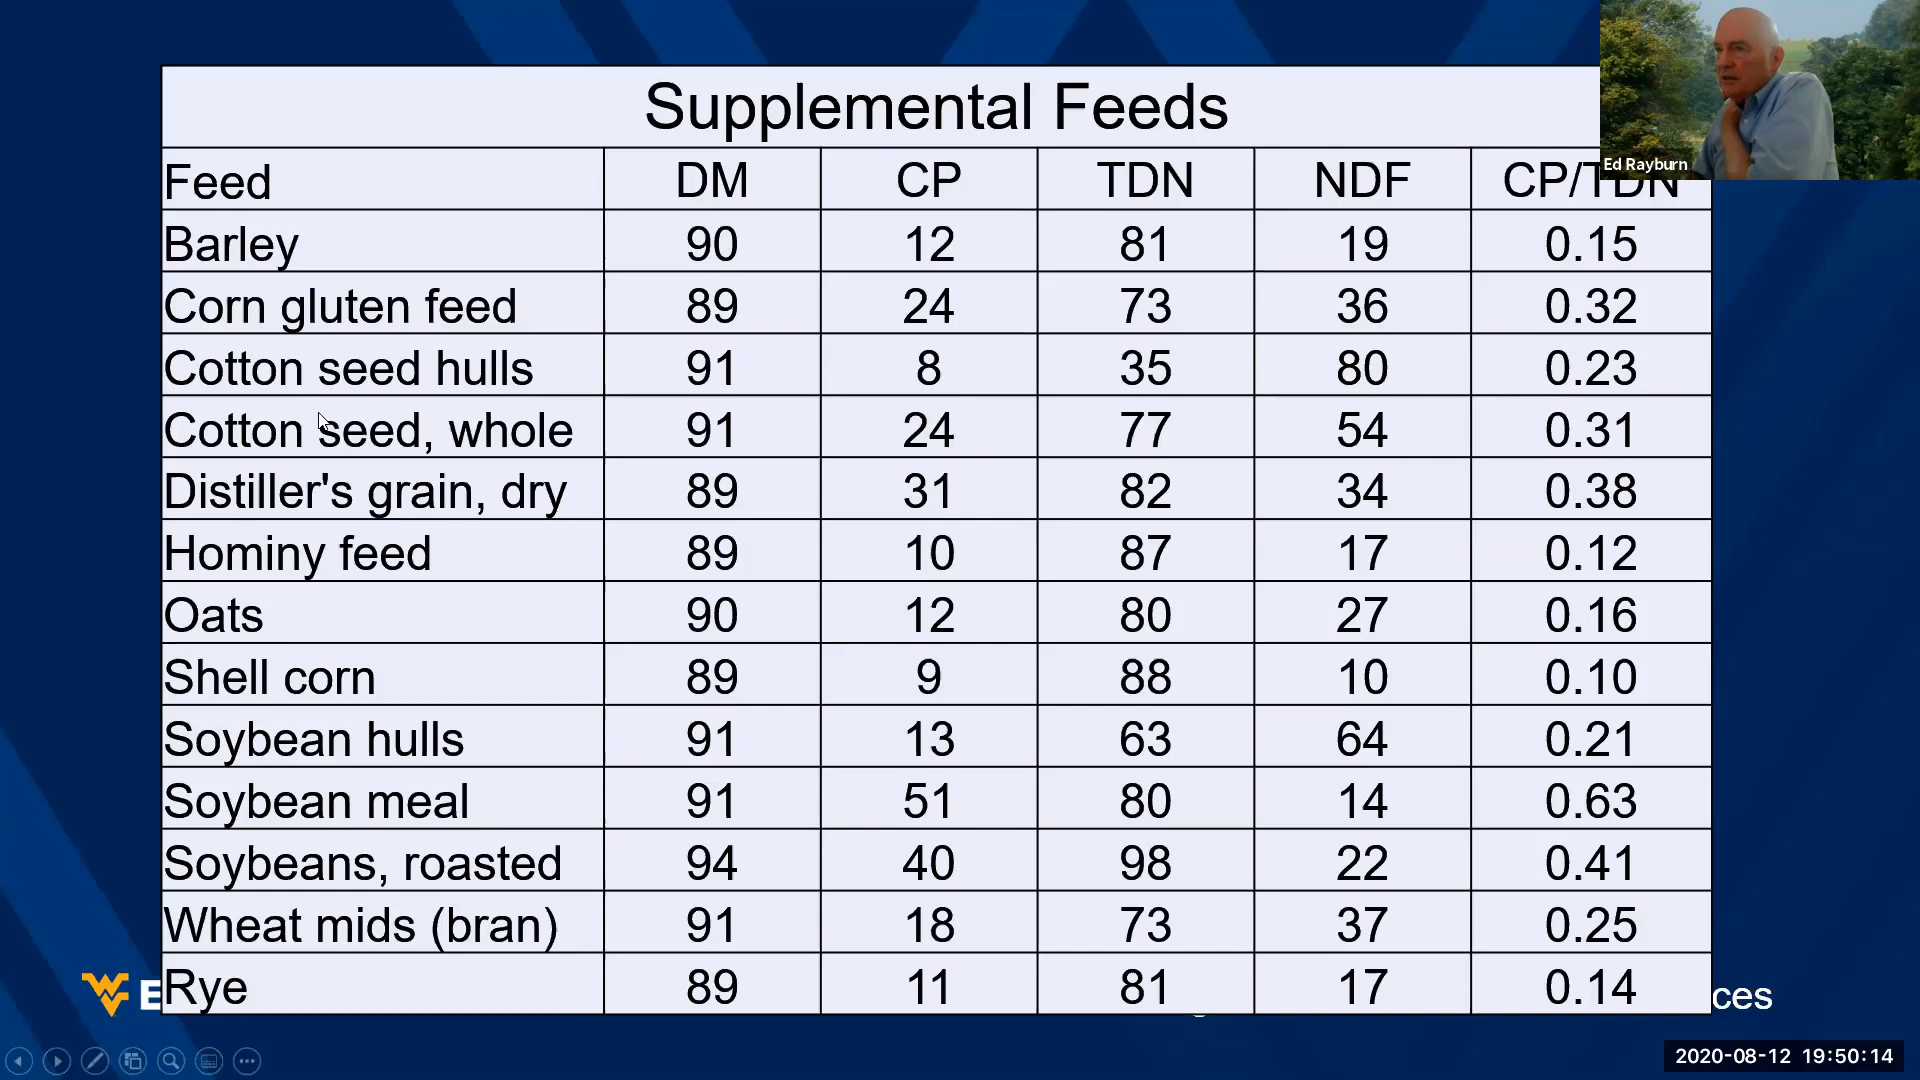 Supplemental Feeds
Ed Rayburn
Feed DM CP TDN NDF CP/TDN
Barley 90 12 81 19 0.15
Corn gluten feed 89 24 73 36 0.32
Cotton seed hulls 91 8 35 80 0.23
Cotton seed, whole 91 24 77 54 0.31
Distiller's grain, dry 89 31 82 34 0.38
Hominy feed 89 10 87 17 0.12
Oats 90 12 80 27 0.16
Shell corn 89 9 88 10 0.10
Soybean hulls 91 13 63 64 0.21
Soybean meal 91 51 80 14 0.63
Soybeans, roasted 94 40 98 22 0.41
Wheat mids (bran) 91 18 73 37 0.25
Rye 89 11 81 17 0.14
WV E
ces
2020-08-12 19:50:14